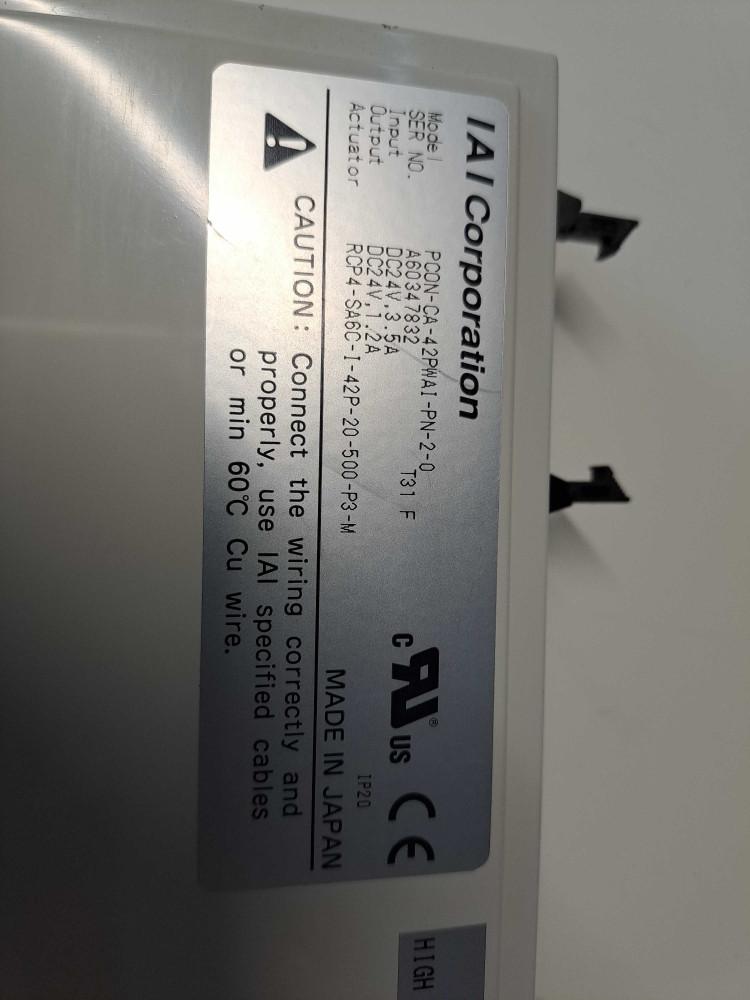 IAI Corporation
Model PCON-CA-42PWAI-PN-2-0
SER NO. A60347832 T31 F
Input DC24V,3.5A
Output DC24V,1.2A
Actuator RCP4-SA6C-I-42P-20-500-P3-M
c RU® US CE
IP20
MADE IN JAPAN
CAUTION: Connect the wiring correctly and
properly, use IAI specified cables
or min 60℃ Cu wire.
HIGH